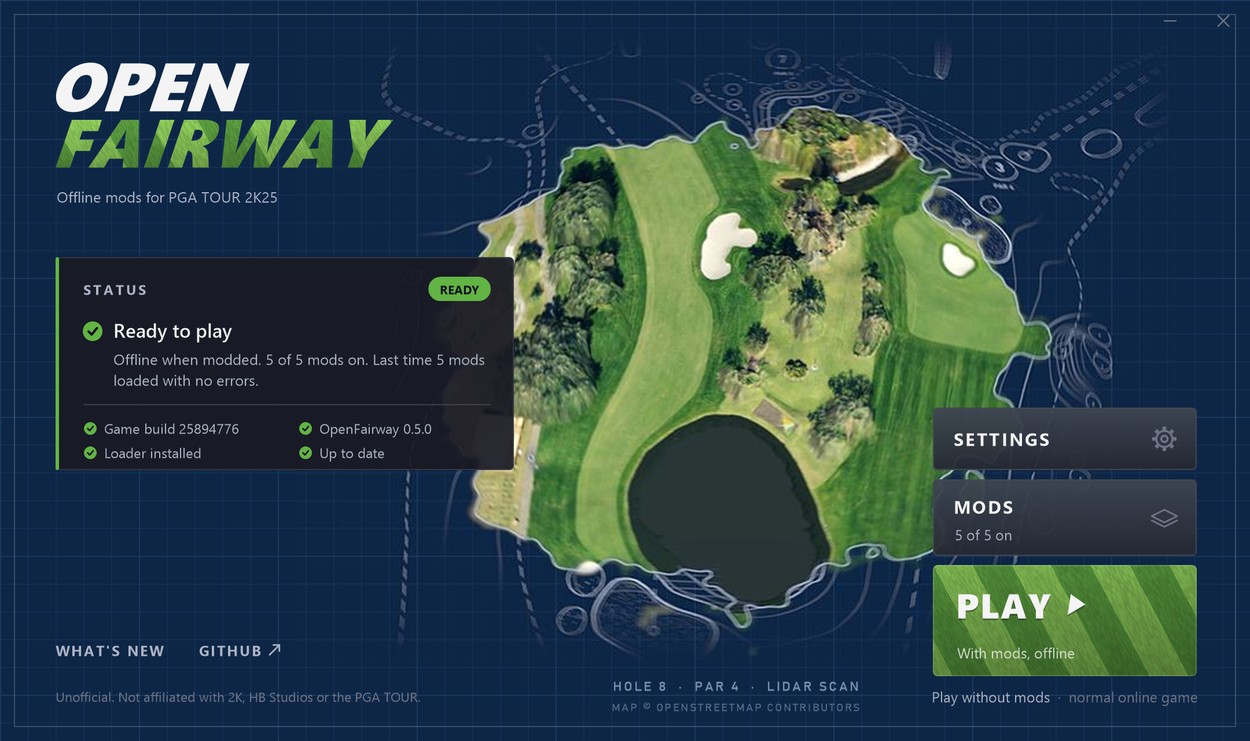 OPEN
FAIRWAY
Offline mods for PGA TOUR 2K25
STATUS
READY
Ready to play
Offline when modded. 5 of 5 mods on. Last time 5 mods
loaded with no errors.
Game build 25894776
OpenFairway 0.5.0
Loader installed
Up to date
SETTINGS
MODS
5 of 5 on
PLAY
With mods, offline
Play without mods · normal online game
WHAT'S NEW
GITHUB
Unofficial. Not affiliated with 2K, HB Studios or the PGA TOUR.
HOLE 8 · PAR 4 · LIDAR SCAN
MAP © OPENSTREETMAP CONTRIBUTORS